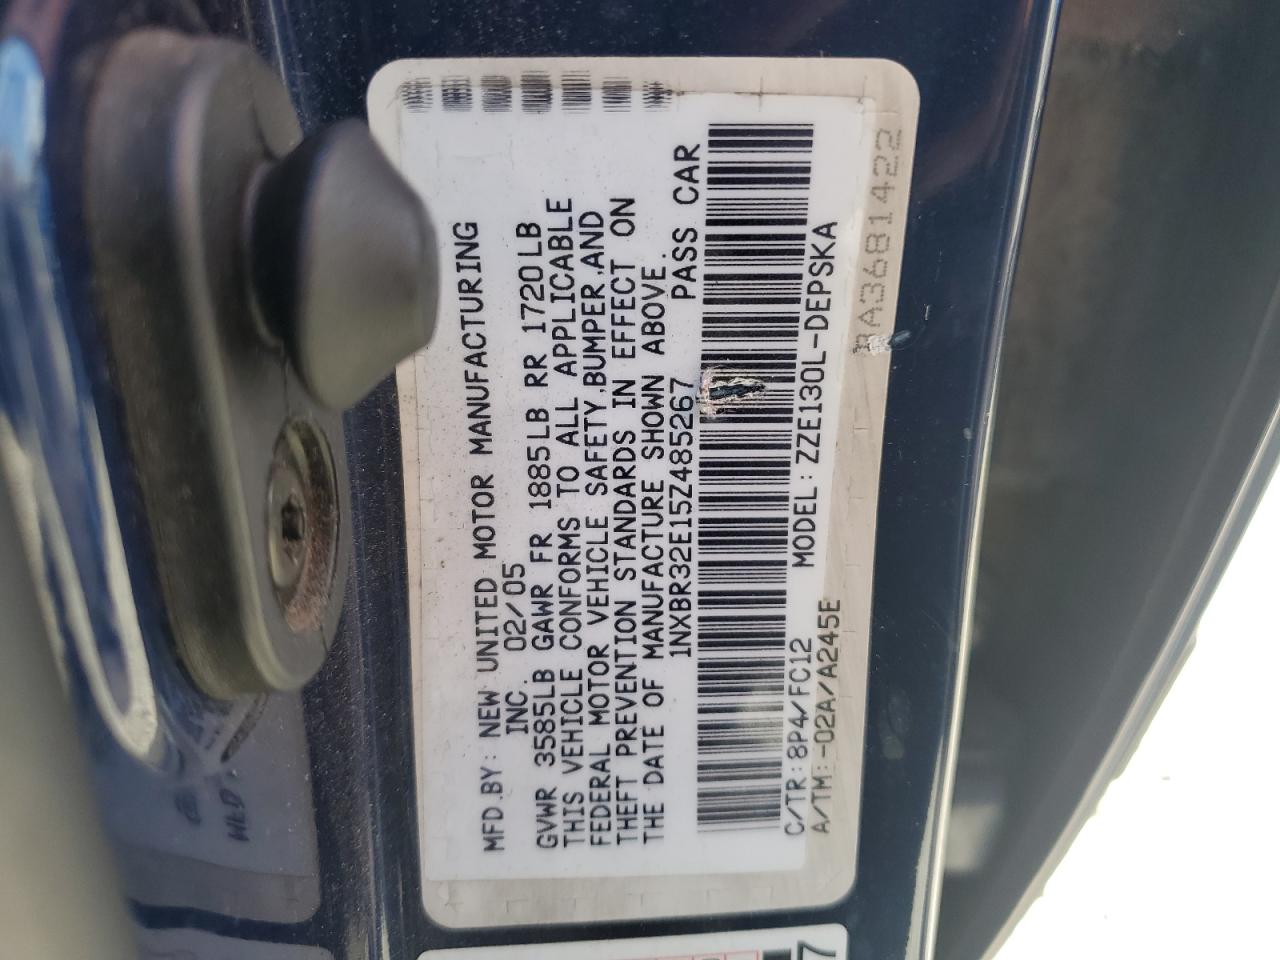 MFD.BY: NEW UNITED MOTOR MANUFACTURING
INC. 02/05
GVWR 3585LB GAWR FR 1885LB RR 1720LB
THIS VEHICLE CONFORMS TO ALL APPLICABLE
FEDERAL MOTOR VEHICLE SAFETY,BUMPER,AND
THEFT PREVENTION STANDARDS IN EFFECT ON
THE DATE OF MANUFACTURE SHOWN ABOVE.
1NXBR32E15Z485267 PASS CAR
C/TR:8P4/FC12 MODEL:ZZE130L-DEPSKA
A/TM:-02A/A245E
BA3681422
7